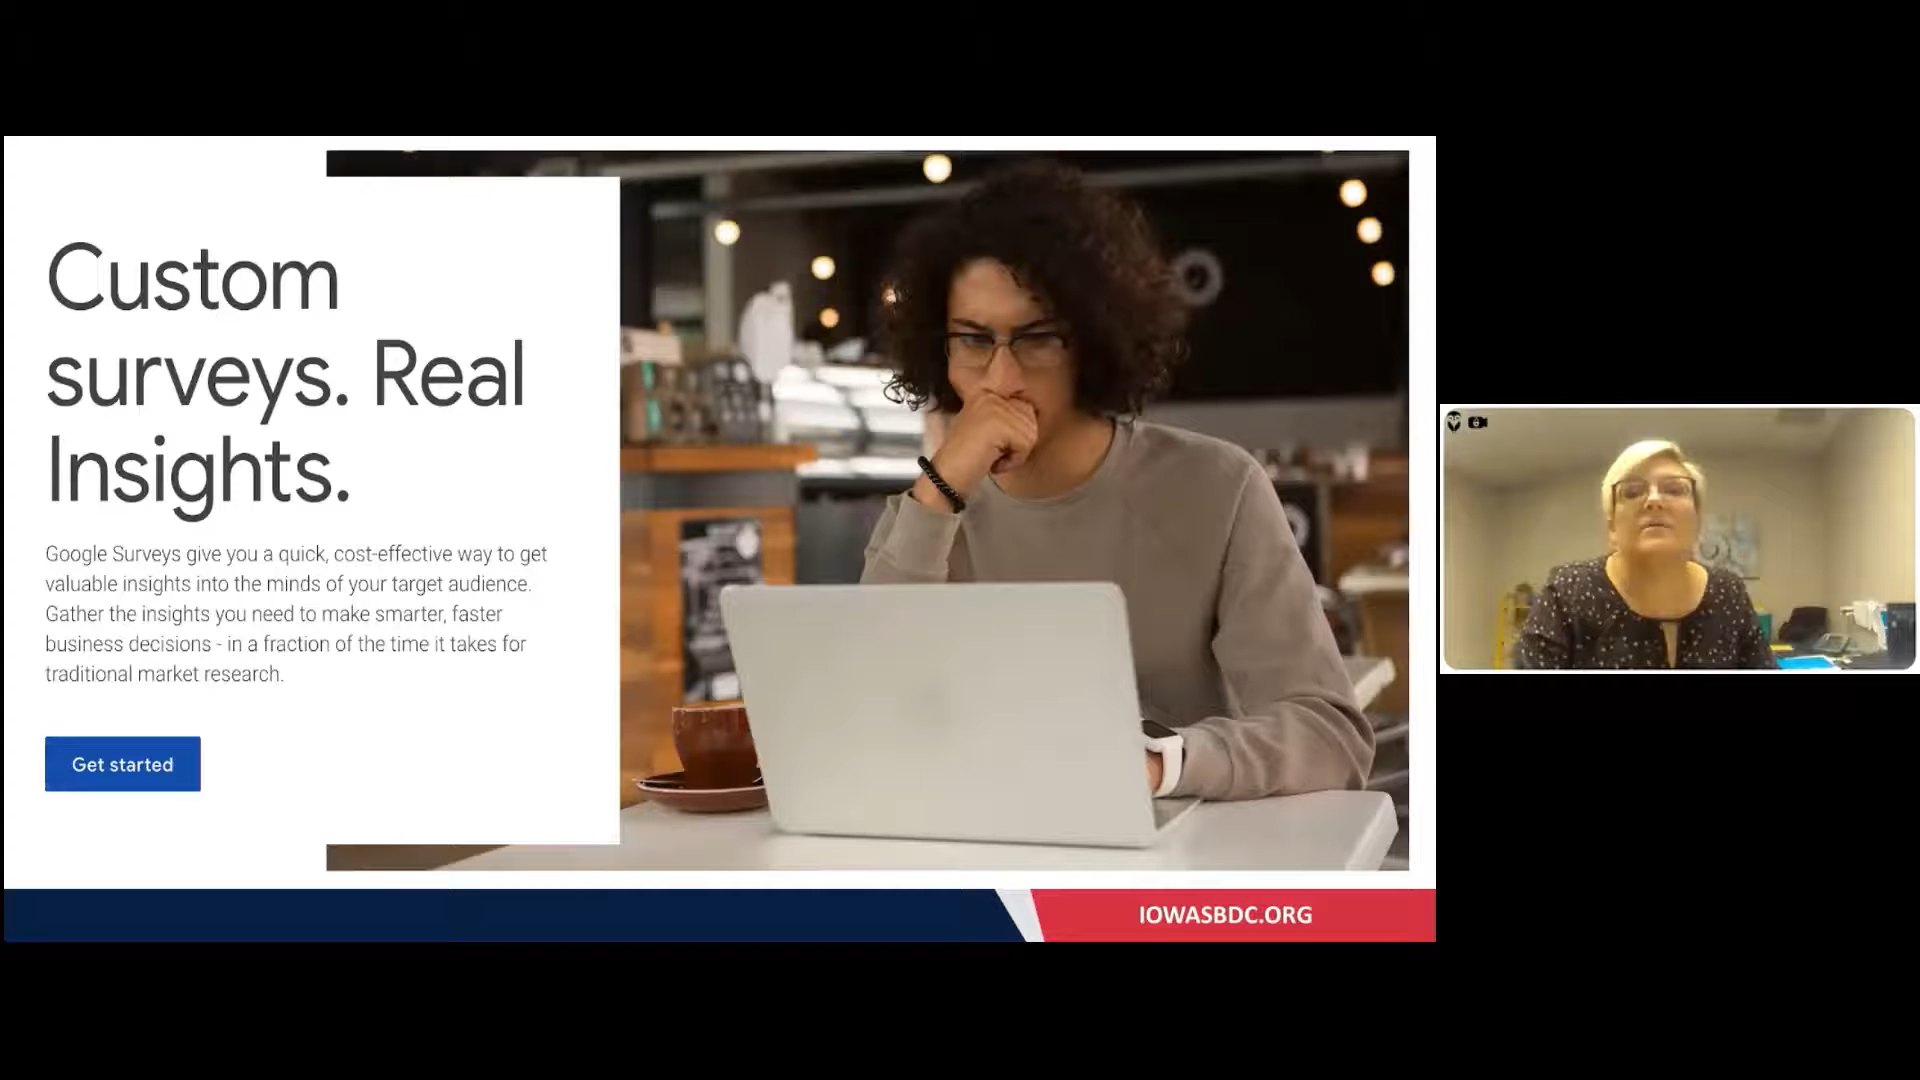 Custom
surveys. Real
Insights.
Google Surveys give you a quick, cost-effective way to get
valuable insights into the minds of your target audience.
Gather the insights you need to make smarter, faster
business decisions - in a fraction of the time it takes for
traditional market research.
Get started
IOWASBDC.ORG